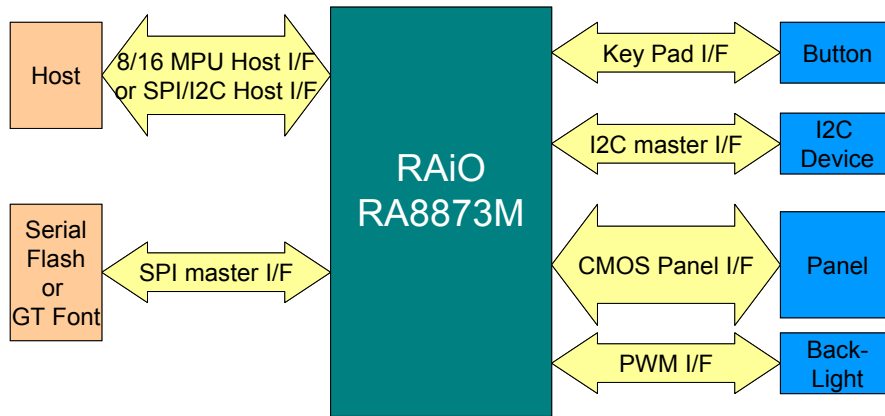 Host
8/16 MPU Host I/F
or SPI/I2C Host I/F
Serial
Flash
or
GT Font
SPI master I/F
RAiO
RA8873M
Key Pad I/F
Button
I2C master I/F
I2C
Device
CMOS Panel I/F
Panel
PWM I/F
Back-
Light